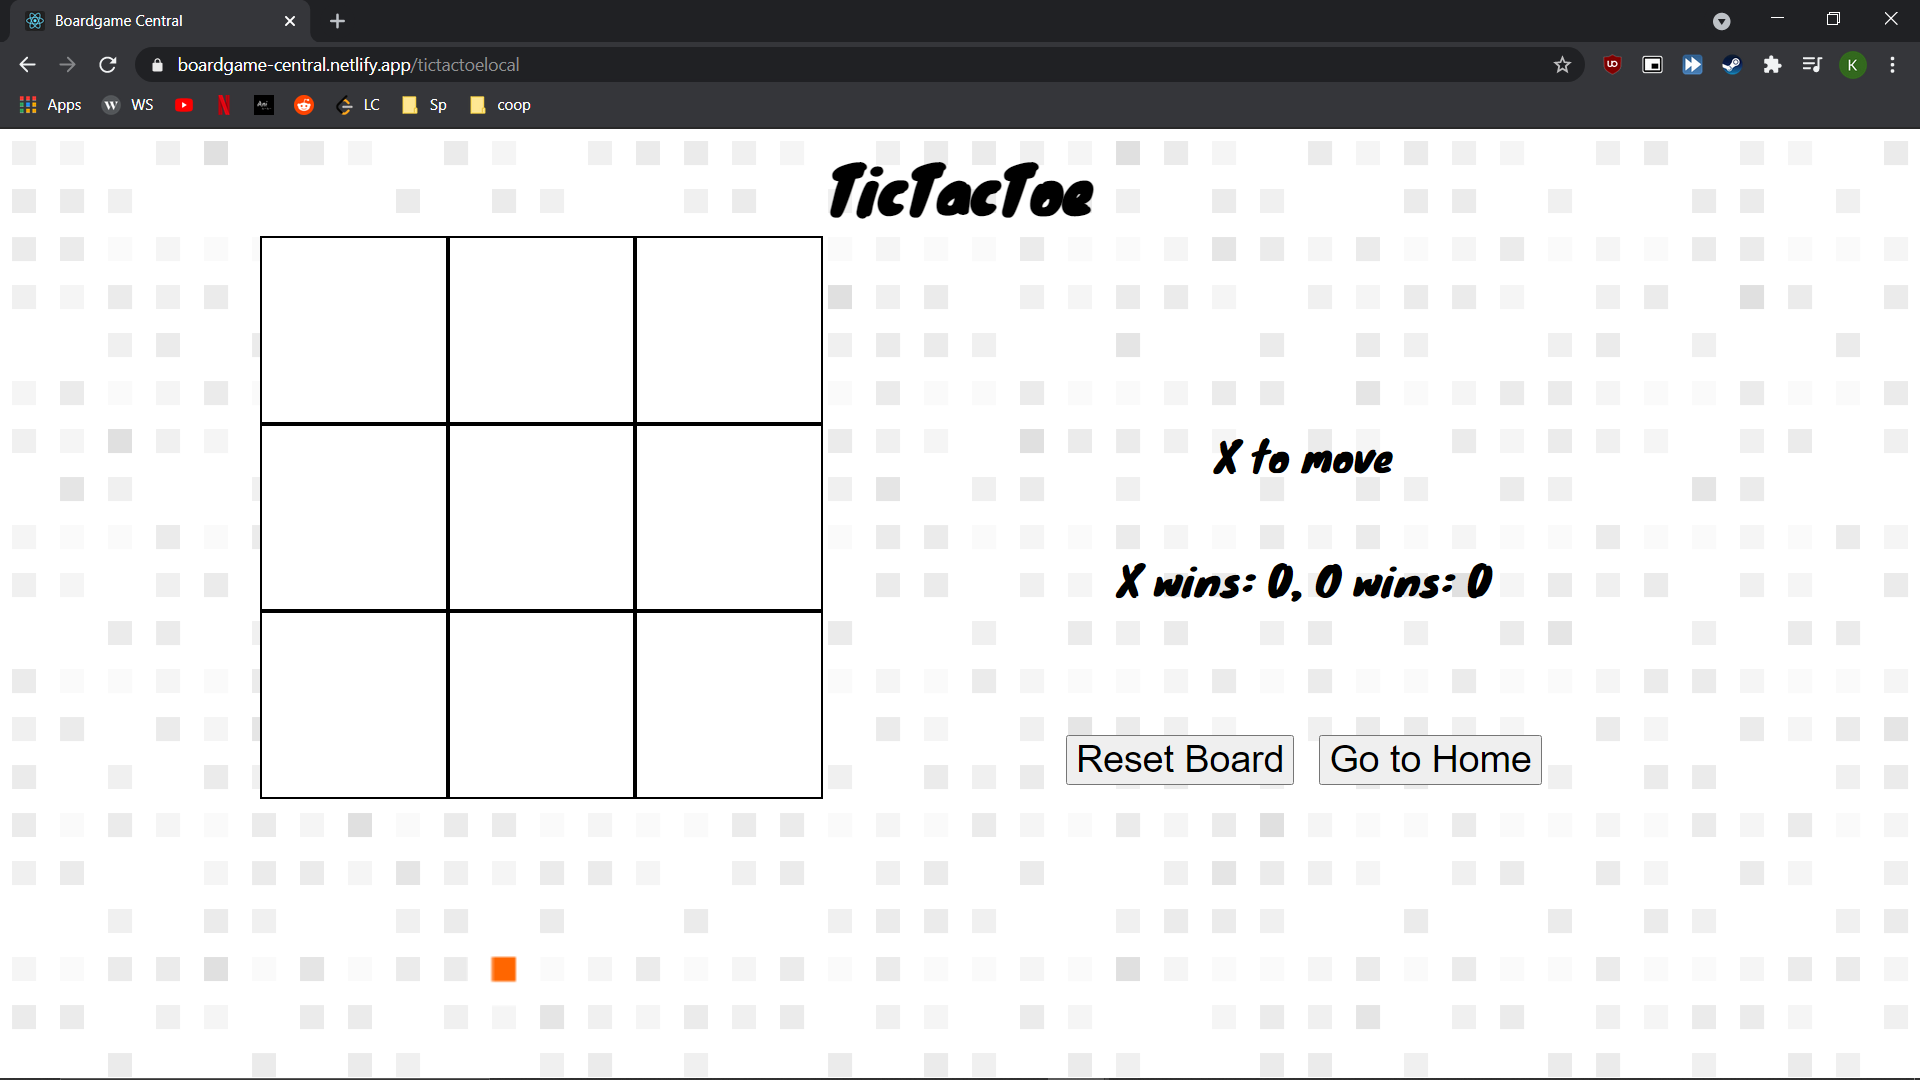 Boardgame Central
boardgame-central.netlify.app/tictactoelocal
K
Apps
WS
LC
Sp
coop
TicTacToe
X to move
X wins: 0, O wins: 0
Reset Board
Go to Home